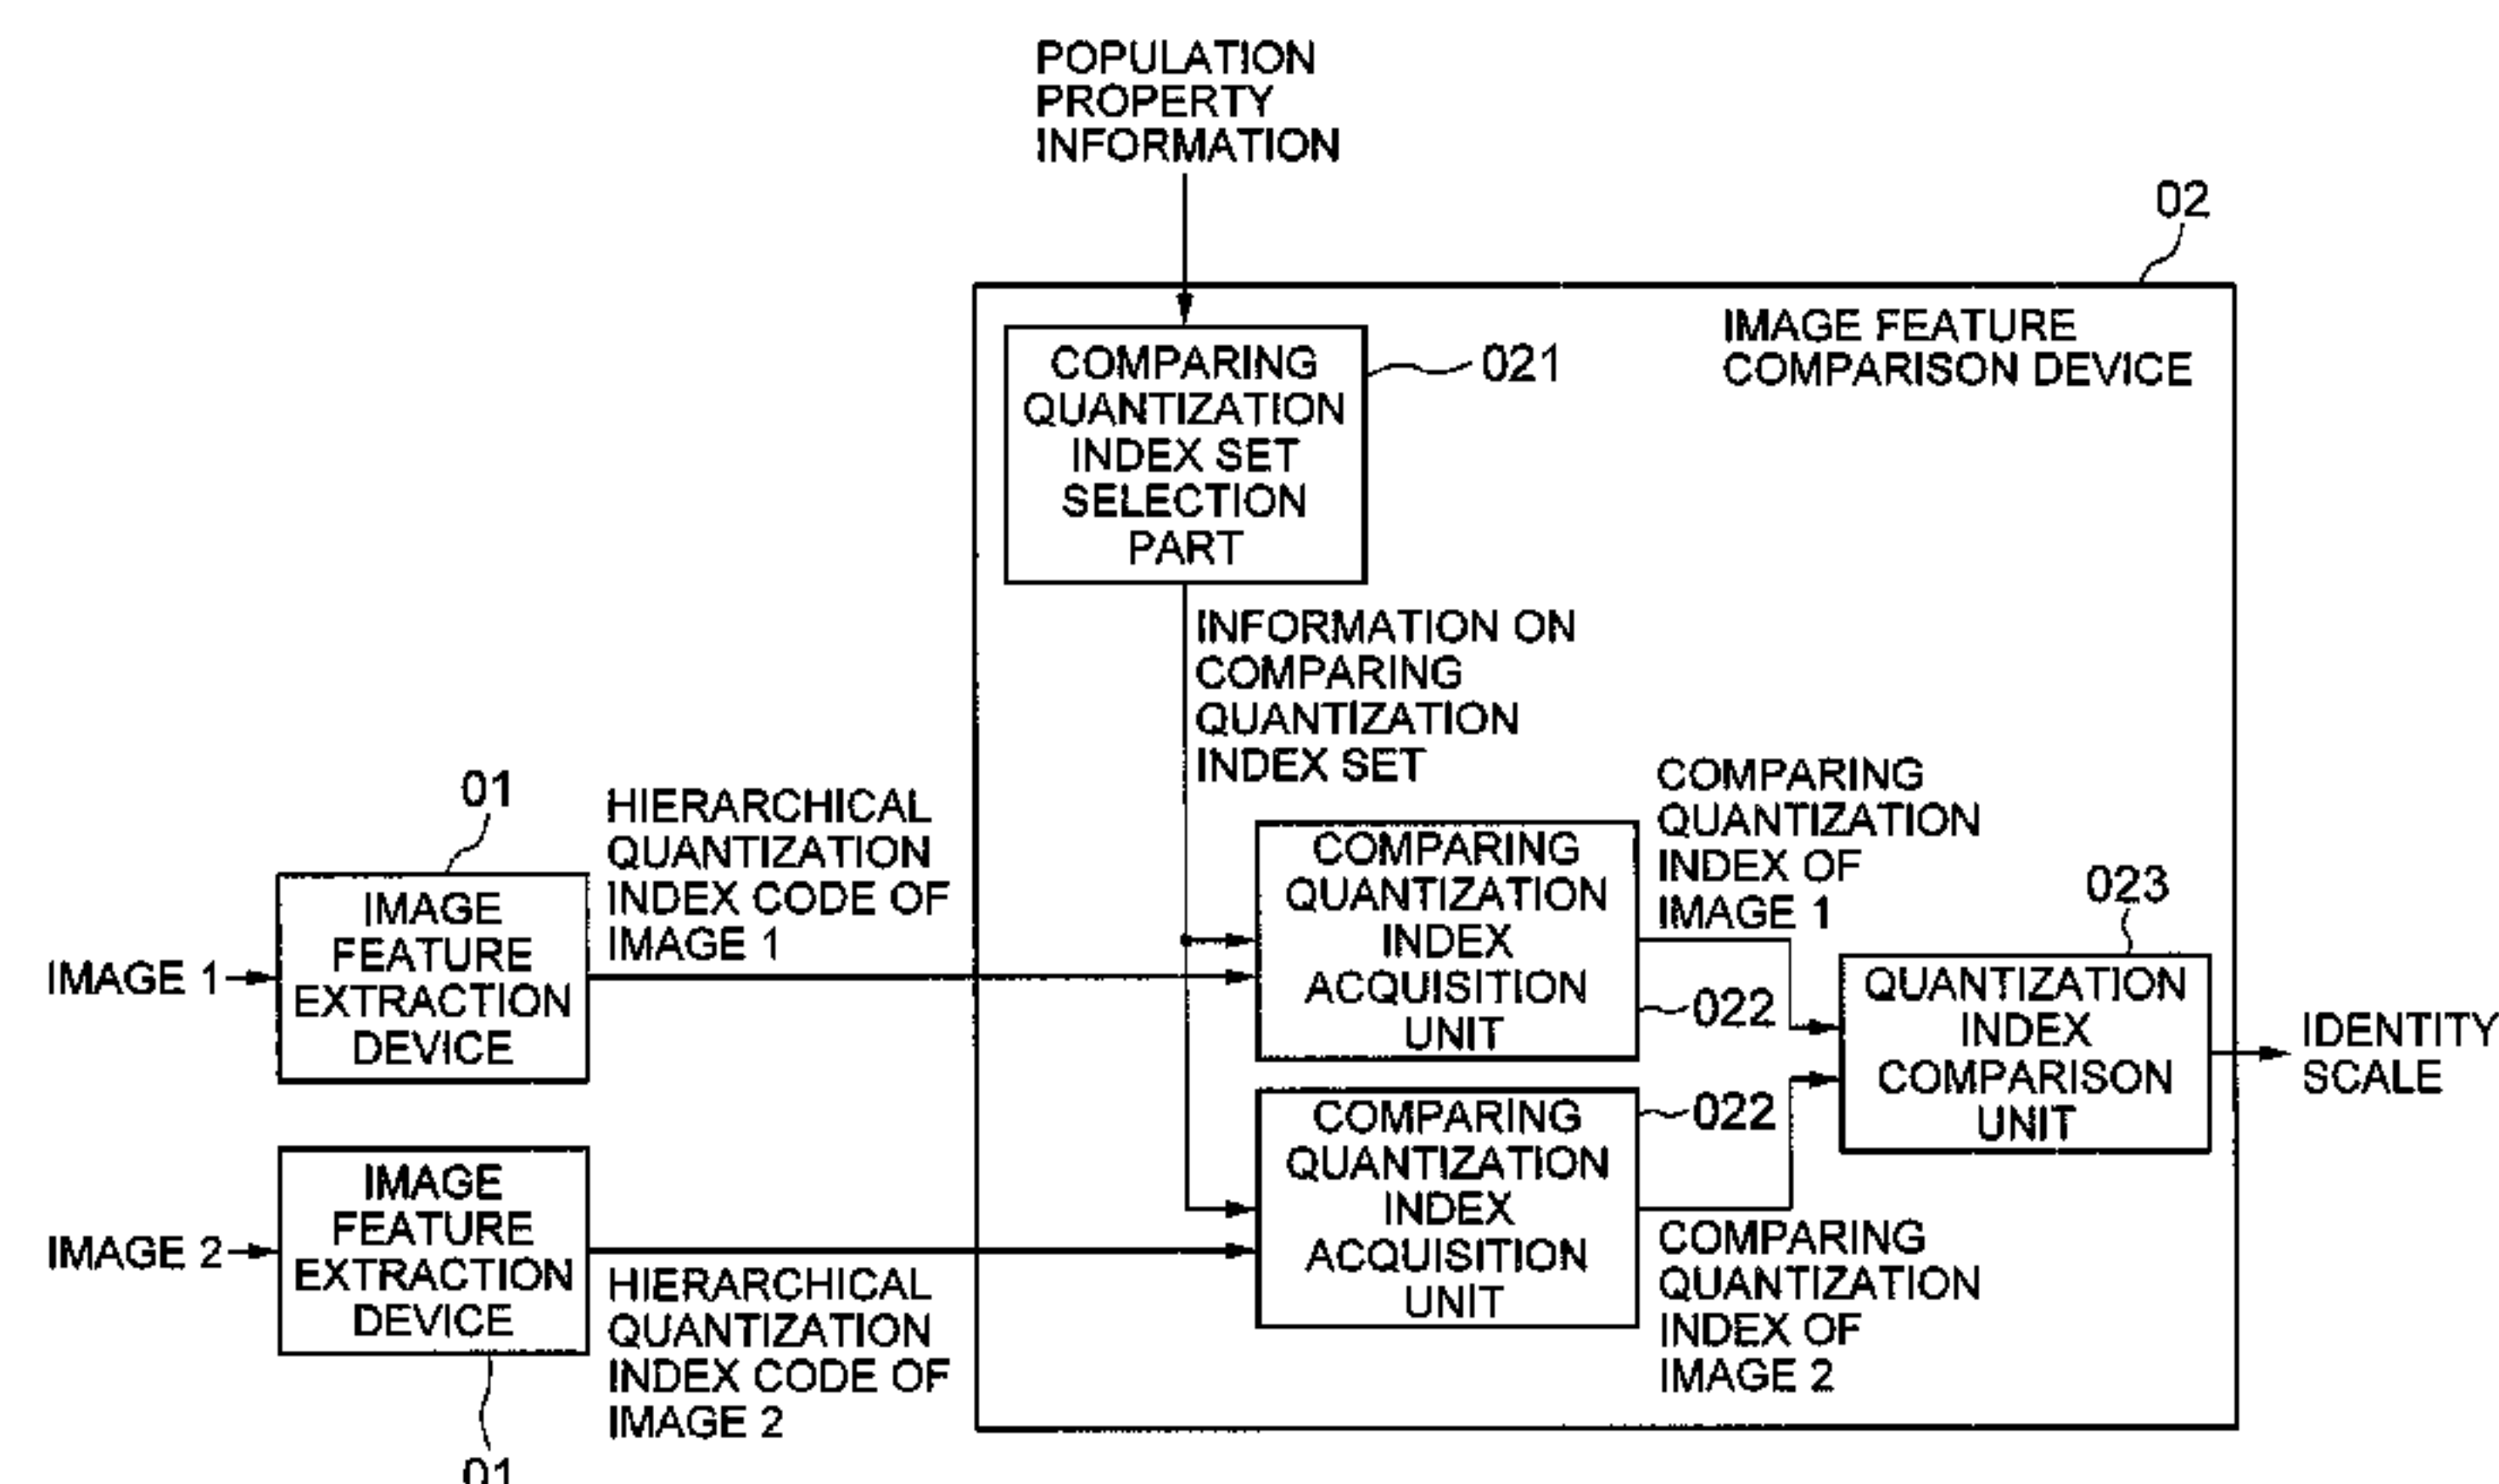 POPULATION
PROPERTY
INFORMATION
02
IMAGE FEATURE
COMPARISON DEVICE
COMPARING
QUANTIZATION
INDEX SET
SELECTION
PART
021
INFORMATION ON
COMPARING
QUANTIZATION
INDEX SET
01
HIERARCHICAL
QUANTIZATION
INDEX CODE OF
IMAGE 1
IMAGE 1
IMAGE
FEATURE
EXTRACTION
DEVICE
COMPARING
QUANTIZATION
INDEX
ACQUISITION
UNIT
022
COMPARING
QUANTIZATION
INDEX OF
IMAGE 1
023
QUANTIZATION
INDEX
COMPARISON
UNIT
IDENTITY
SCALE
IMAGE 2
IMAGE
FEATURE
EXTRACTION
DEVICE
01
HIERARCHICAL
QUANTIZATION
INDEX CODE OF
IMAGE 2
COMPARING
QUANTIZATION
INDEX
ACQUISITION
UNIT
022
COMPARING
QUANTIZATION
INDEX OF
IMAGE 2